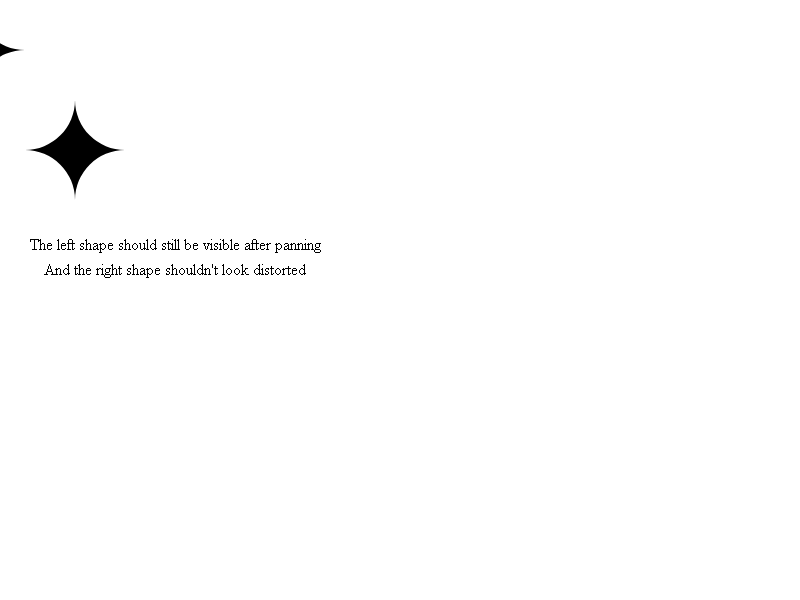 The left shape should still be visible after panning
And the right shape shouldn't look distorted